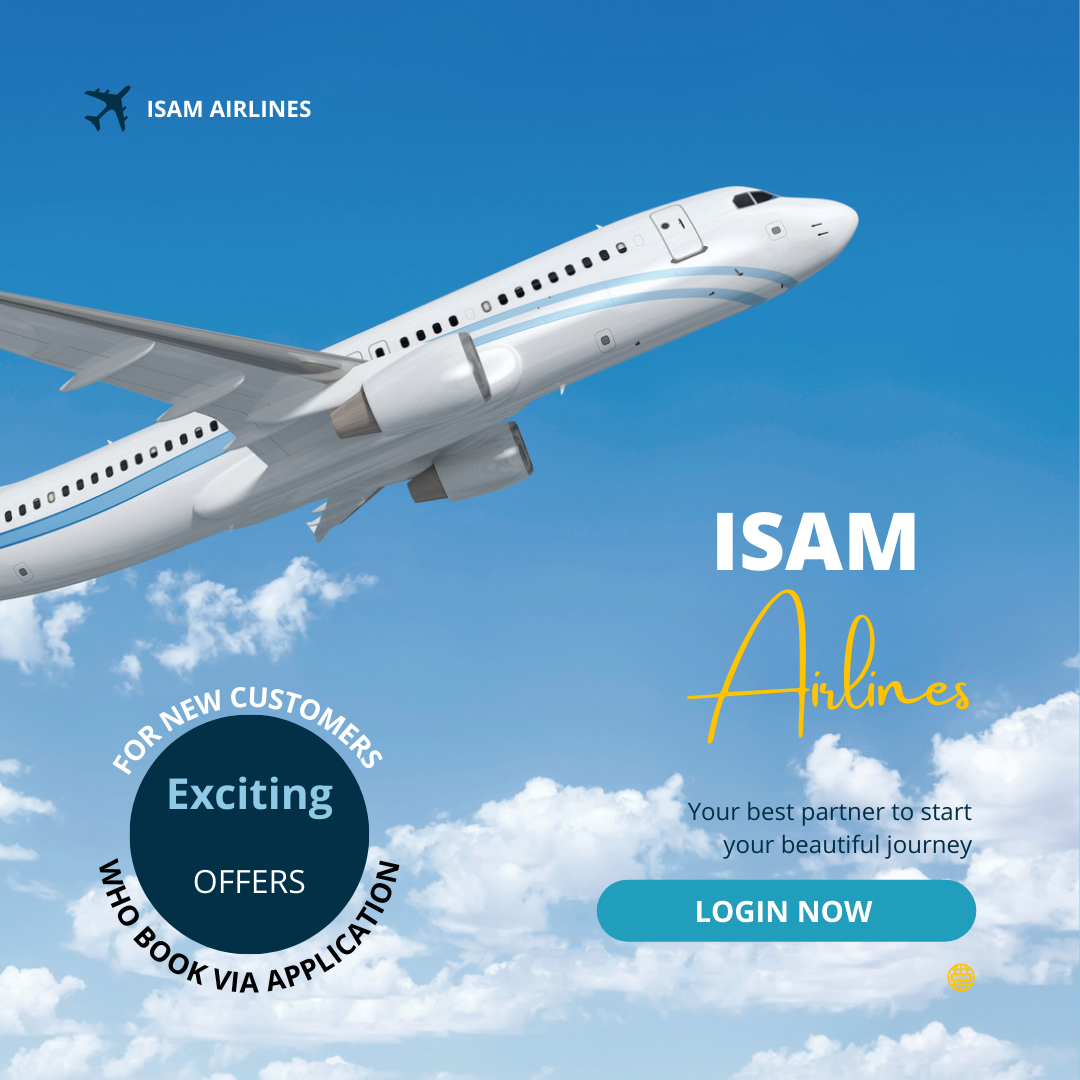 ISAM AIRLINES
ISAM
Airlines
FOR NEW CUSTOMERS
Exciting
OFFERS
WHO BOOK VIA APPLICATION
Your best partner to start
your beautiful journey
LOGIN NOW